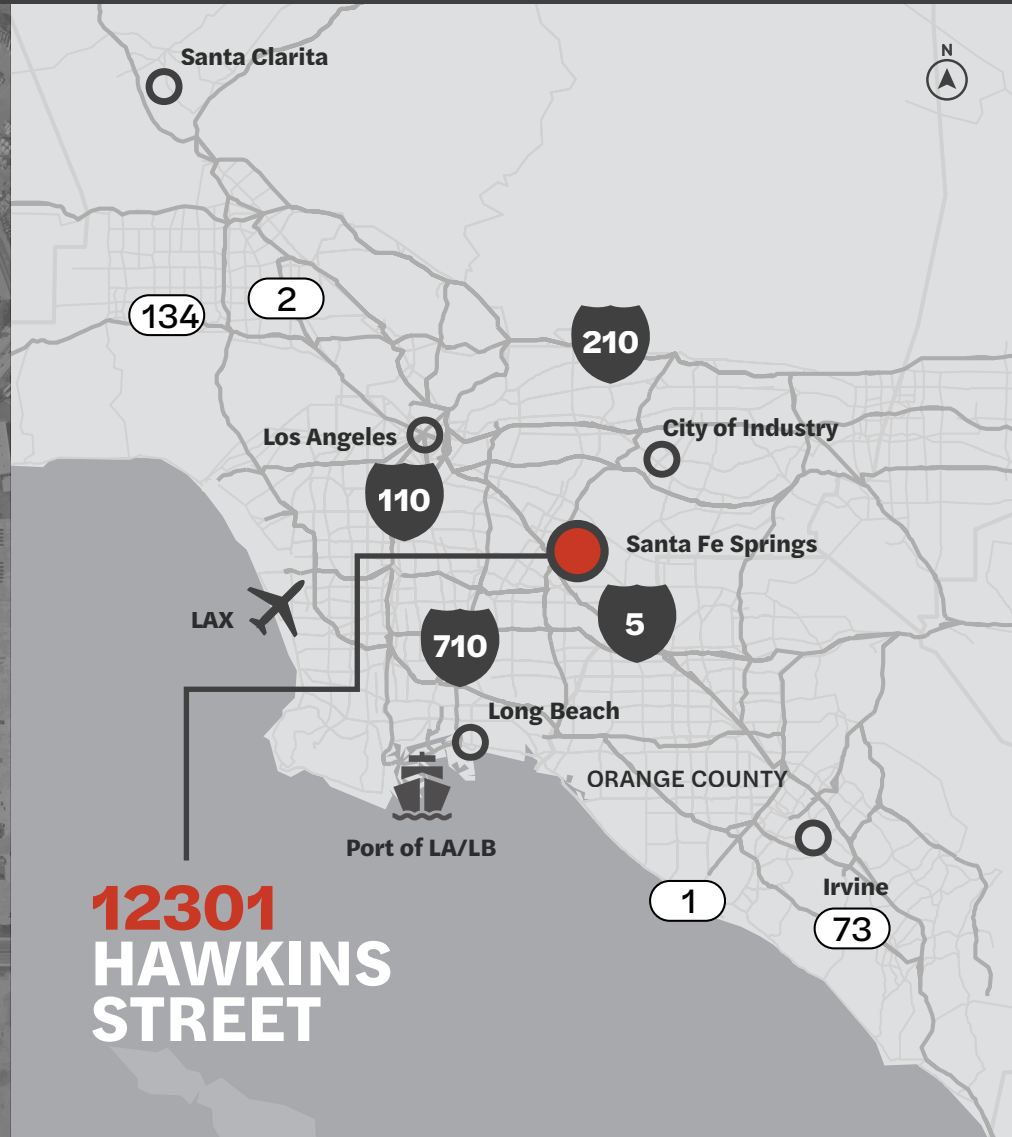 Santa Clarita
N
2
134
210
City of Industry
Los Angeles
110
Santa Fe Springs
LAX
5
710
Long Beach
ORANGE COUNTY
Port of LA/LB
Irvine
1
73
12301
HAWKINS
STREET